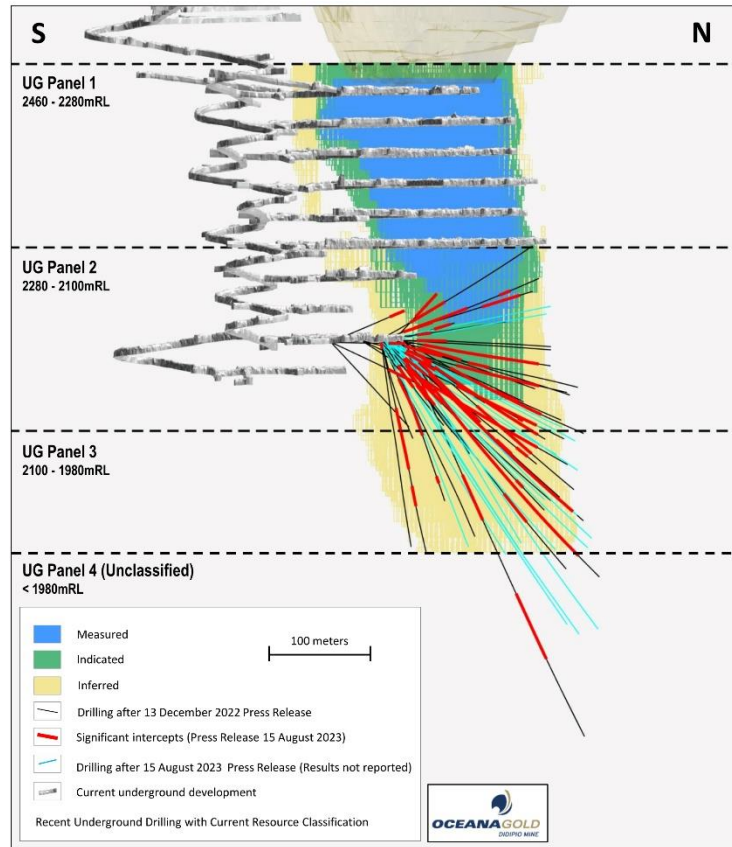 S
N
UG Panel 1
2460 - 2280mRL
UG Panel 2
2280 - 2100mRL
UG Panel 3
2100 - 1980mRL
UG Panel 4 (Unclassified)
< 1980mRL
Measured
100 meters
Indicated
Inferred
Drilling after 13 December 2022 Press Release
Significant intercepts (Press Release 15 August 2023)
Drilling after 15 August 2023 Press Release (Results not reported)
Current underground development
Recent Underground Drilling with Current Resource Classification
OCEANAGOLD
DIDIPIO MINE